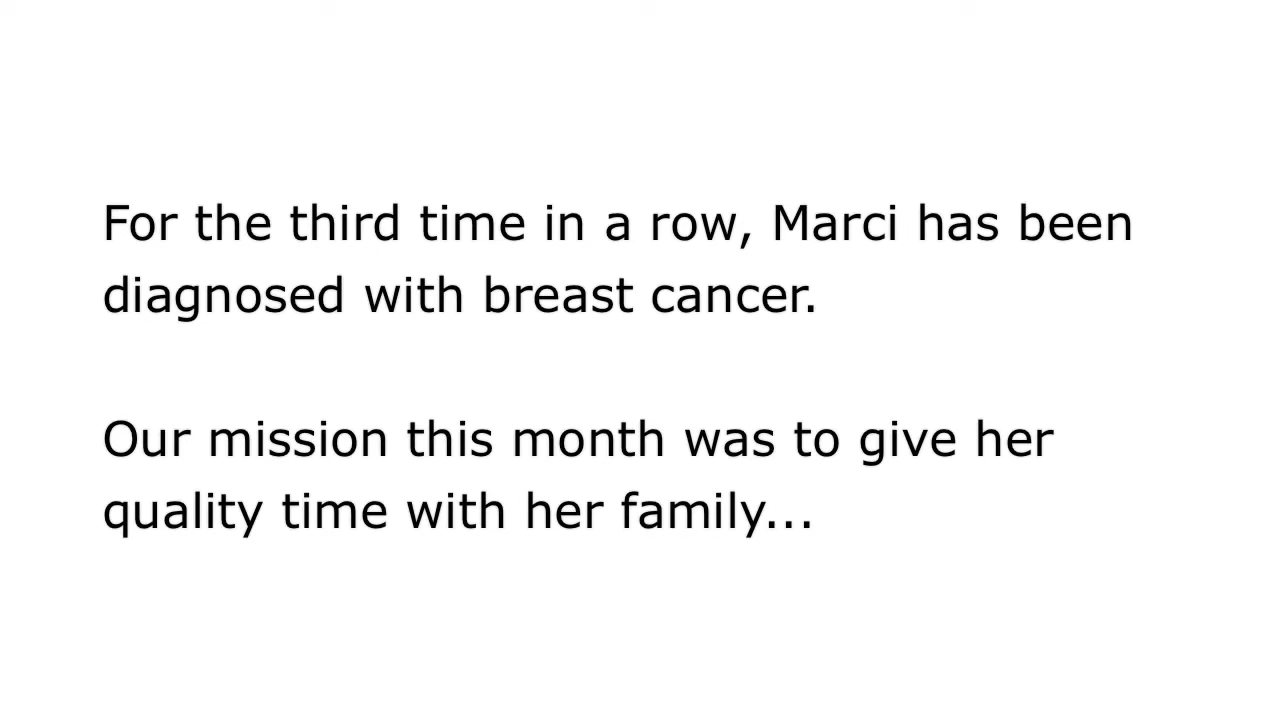 For the third time in a row, Marci has been
diagnosed with breast cancer.
Our mission this month was to give her
quality time with her family...